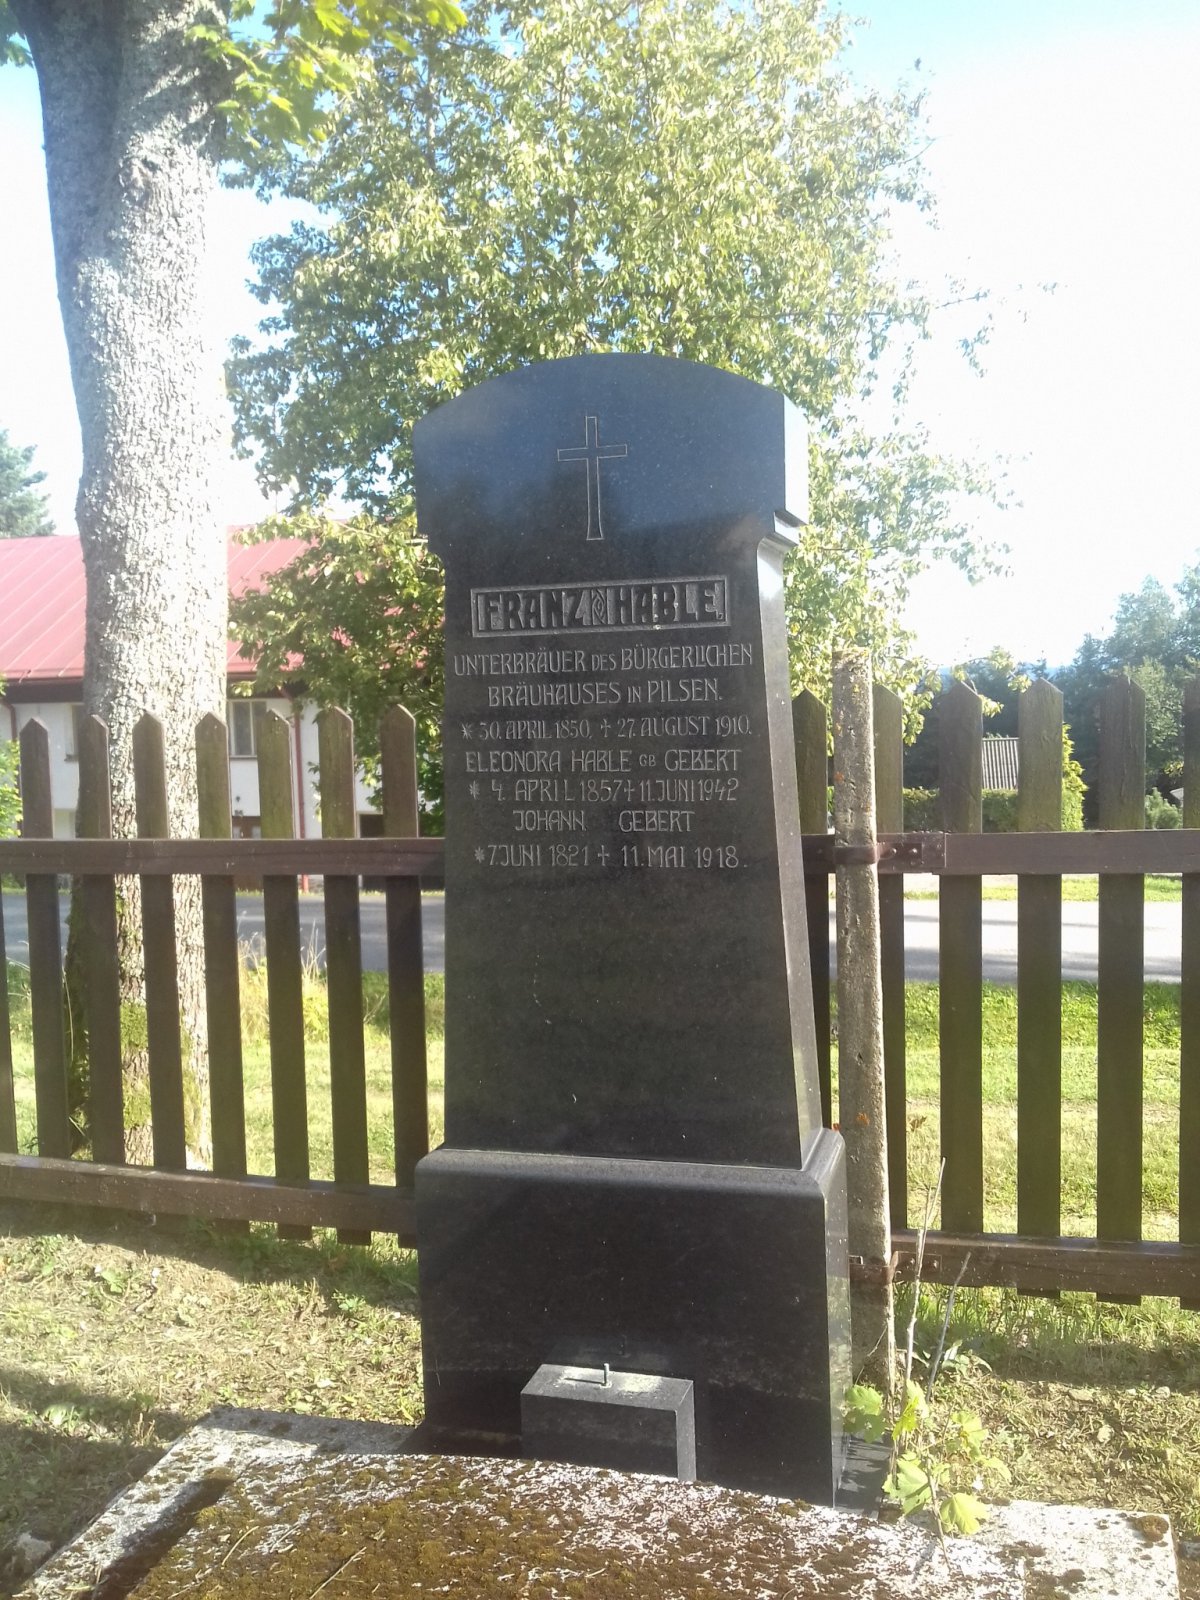 FRANZ HABLE,
UNTERBRÄUER DES BÜRGERLICHEN
BRÄUHAUSES IN PILSEN.
* 30. APRIL 1850, + 27. AUGUST 1910.
ELEONORA HABLE GB GEBERT
* 4. APRIL 1857 + 11. JUNI 1942
JOHANN GEBERT
* 7 JUNI 1821 + 11. MAI 1918.